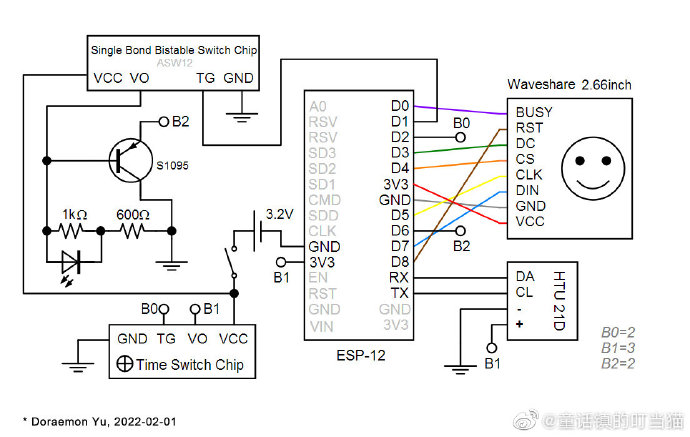 Single Bond Bistable Switch Chip
ASW12
VCC VO TG GND
Waveshare 2.66inch
B2
S1095
1kΩ 600Ω
3.2V
B1
A0
RSV
RSV
SD3
SD2
SD1
CMD
SDD
CLK
GND
3V3
EN
RST
GND
VIN
D0
D1
D2
D3
D4
3V3
GND
D5
D6
D7
D8
RX
TX
GND
3V3
ESP-12
B0
B2
BUSY
RST
DC
CS
CLK
DIN
GND
VCC
DA
CL
-
+
HTU 21D
B1
B0=2
B1=3
B2=2
B0 B1
GND TG VO VCC
Time Switch Chip
* Doraemon Yu, 2022-02-01
@童话镇的叮当猫